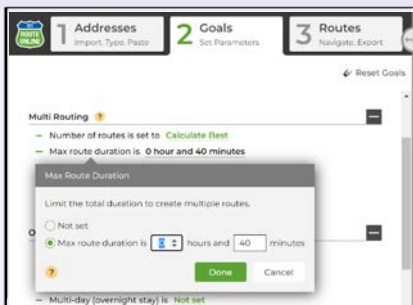 MY
ROUTE
ONLINE
1 Addresses
Import, Type, Paste
2 Goals
Set Parameters
3 Routes
Navigate, Export
Reset Goals
Multi Routing ?
– Number of routes is set to Calculate Best
– Max route duration is 0 hour and 40 minutes
Max Route Duration
Limit the total duration to create multiple routes.
Not set
Max route duration is 0 hours and 40 minutes
O
? Done Cancel
– Multi-day (overnight stay) is Not set